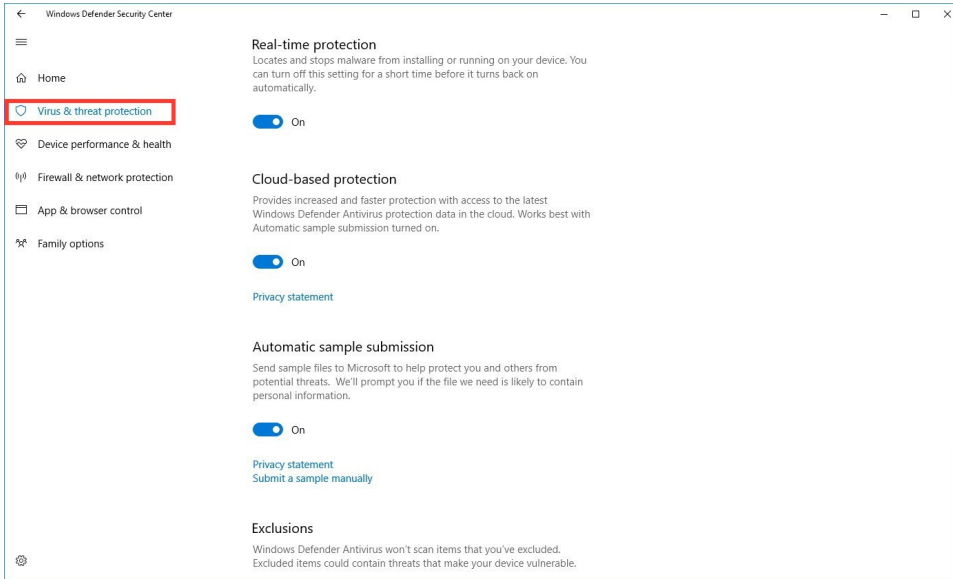 Windows Defender Security Center
Home
Virus & threat protection
Device performance & health
Firewall & network protection
App & browser control
Family options
Real-time protection
Locates and stops malware from installing or running on your device. You
can turn off this setting for a short time before it turns back on
automatically.
On
Cloud-based protection
Provides increased and faster protection with access to the latest
Windows Defender Antivirus protection data in the cloud. Works best with
Automatic sample submission turned on.
On
Privacy statement
Automatic sample submission
Send sample files to Microsoft to help protect you and others from
potential threats. We'll prompt you if the file we need is likely to contain
personal information.
On
Privacy statement
Submit a sample manually
Exclusions
Windows Defender Antivirus won't scan items that you've excluded.
Excluded items could contain threats that make your device vulnerable.